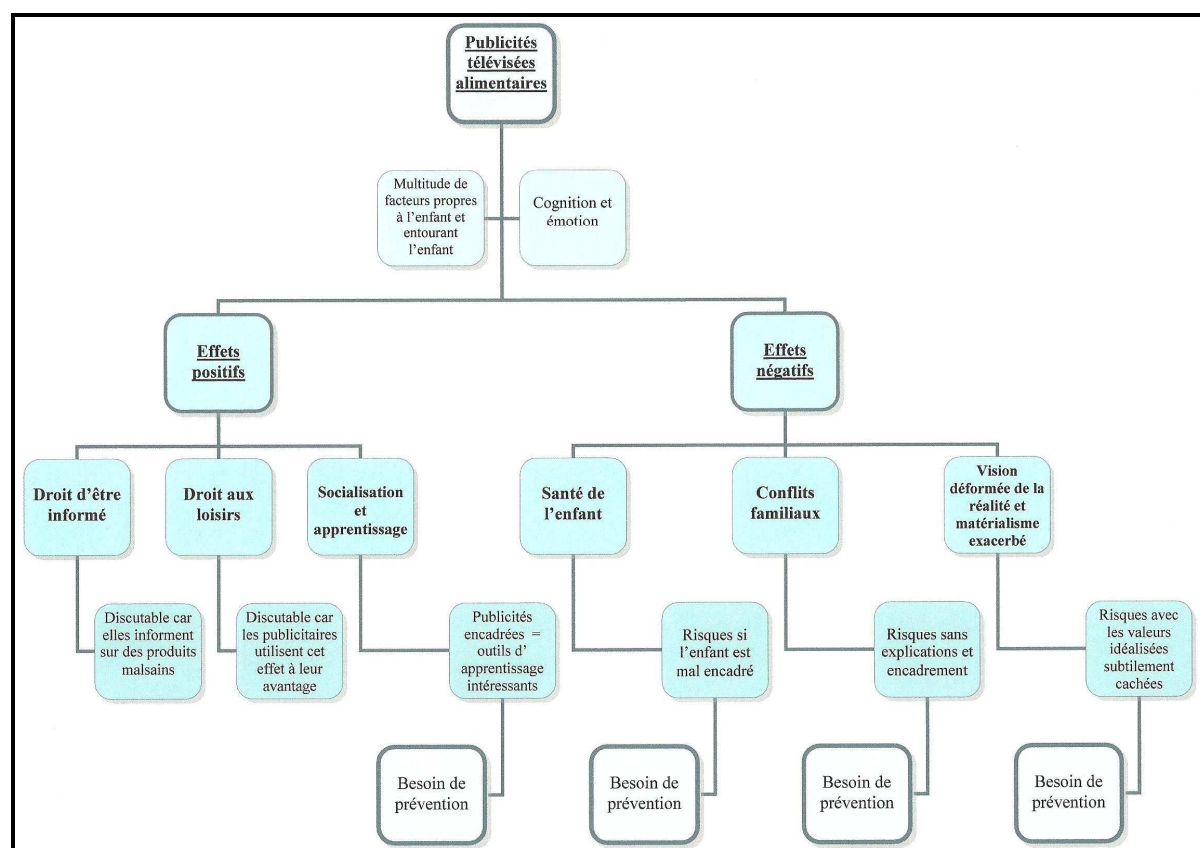 Publicités
télévisées
alimentaires
Multitude de
facteurs propres
à l'enfant et
entourant
l'enfant
Cognition et
émotion
Effets
positifs
Effets
négatifs
Droit d'être
informé
Droit aux
loisirs
Socialisation
et
apprentissage
Santé de
l'enfant
Conflits
familiaux
Vision
déformée de la
réalité et
matérialisme
exacerbé
Discutable car
elles informent
sur des produits
malsains
Discutable car
les publicitaires
utilisent cet
effet à leur
avantage
Publicités
encadrées =
outils d'
apprentissage
intéressants
Risques si
l'enfant est
mal encadré
Risques sans
explications et
encadrement
Risques avec
les valeurs
idéalisées
subtilement
cachées
Besoin de
prévention
Besoin de
prévention
Besoin de
prévention
Besoin de
prévention